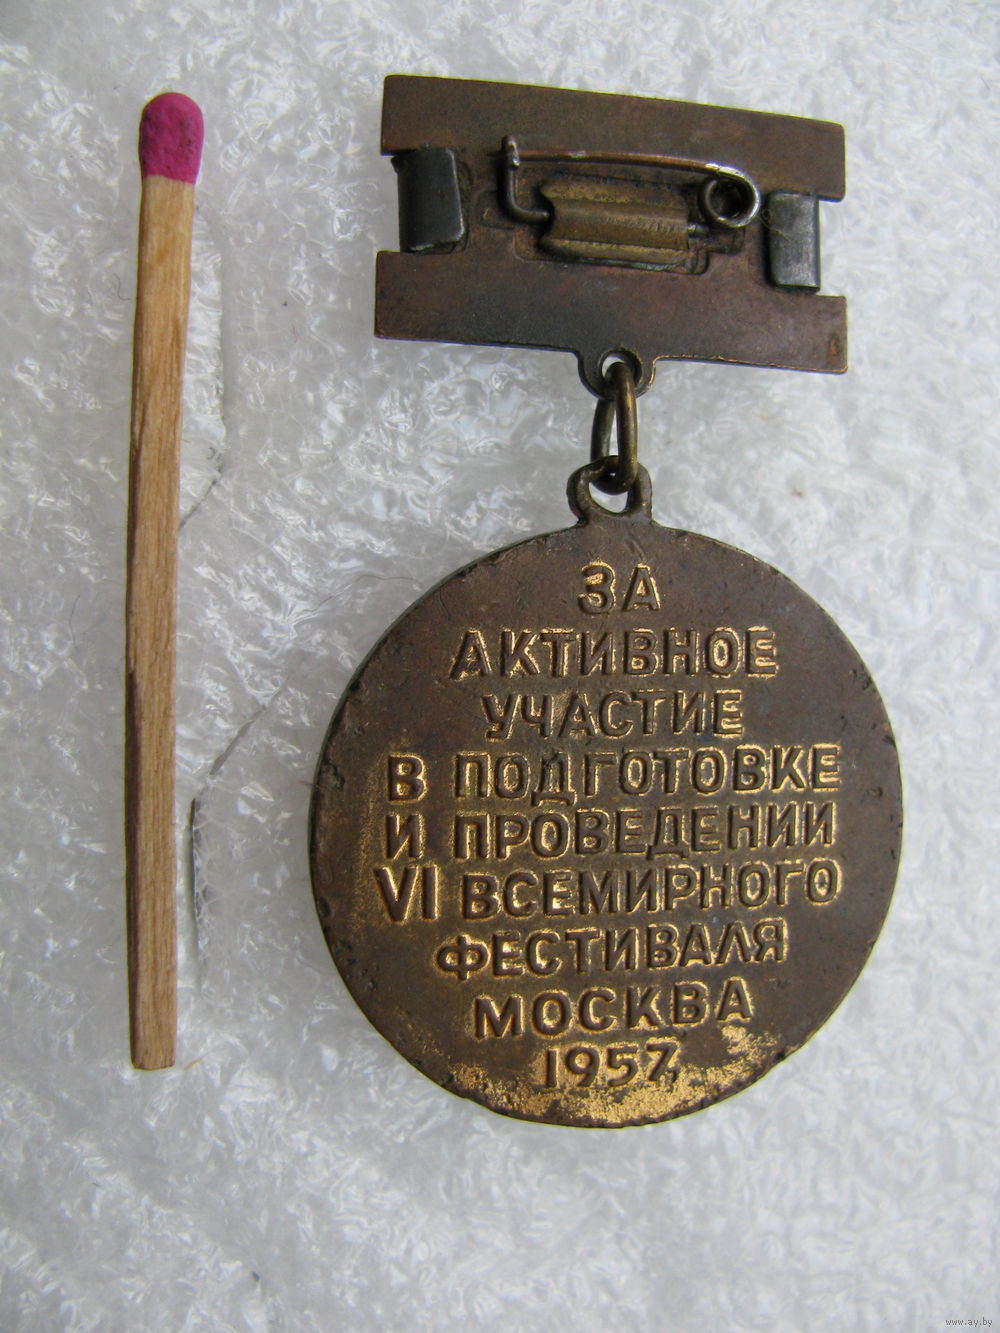 ЗА
АКТИВНОЕ
УЧАСТИЕ
В ПОДГОТОВКЕ
И ПРОВЕДЕНИИ
VI ВСЕМИРНОГО
ФЕСТИВАЛЯ
МОСКВА
1957
www.ay.by